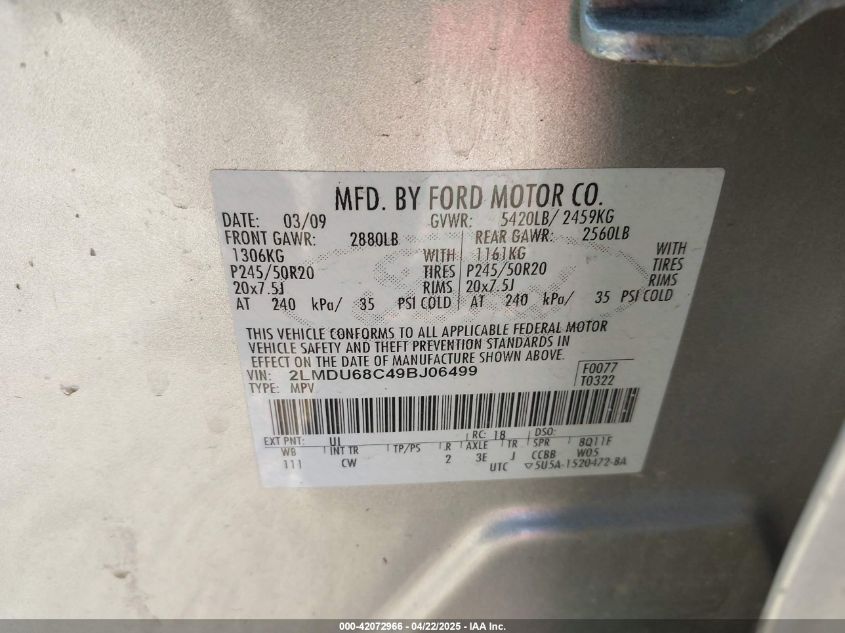 MFD. BY FORD MOTOR CO.
DATE: 03/09 GVWR: 5420LB/ 2459KG
FRONT GAWR: 2880LB REAR GAWR: 2560LB
1306KG WITH 1161KG WITH
P245/50R20 TIRES P245/50R20 TIRES
20x7.5J RIMS 20x7.5J RIMS
AT 240 kPa/ 35 PSI COLD AT 240 kPa/ 35 PSI COLD
THIS VEHICLE CONFORMS TO ALL APPLICABLE FEDERAL MOTOR
VEHICLE SAFETY AND THEFT PREVENTION STANDARDS IN
EFFECT ON THE DATE OF MANUFACTURE SHOWN ABOVE.
VIN: 2LMDU68C49BJ06499 F0077
TYPE: MPV T0322
EXT PNT: UI RC: 18 DSO:
WB INT TR TP/PS R AXLE TR SPR 8Q11F
111 CW 2 3E J CCBB W05
UTC ▽5U5A-1520472-BA
000-42072966 - 04/22/2025 - IAA Inc.